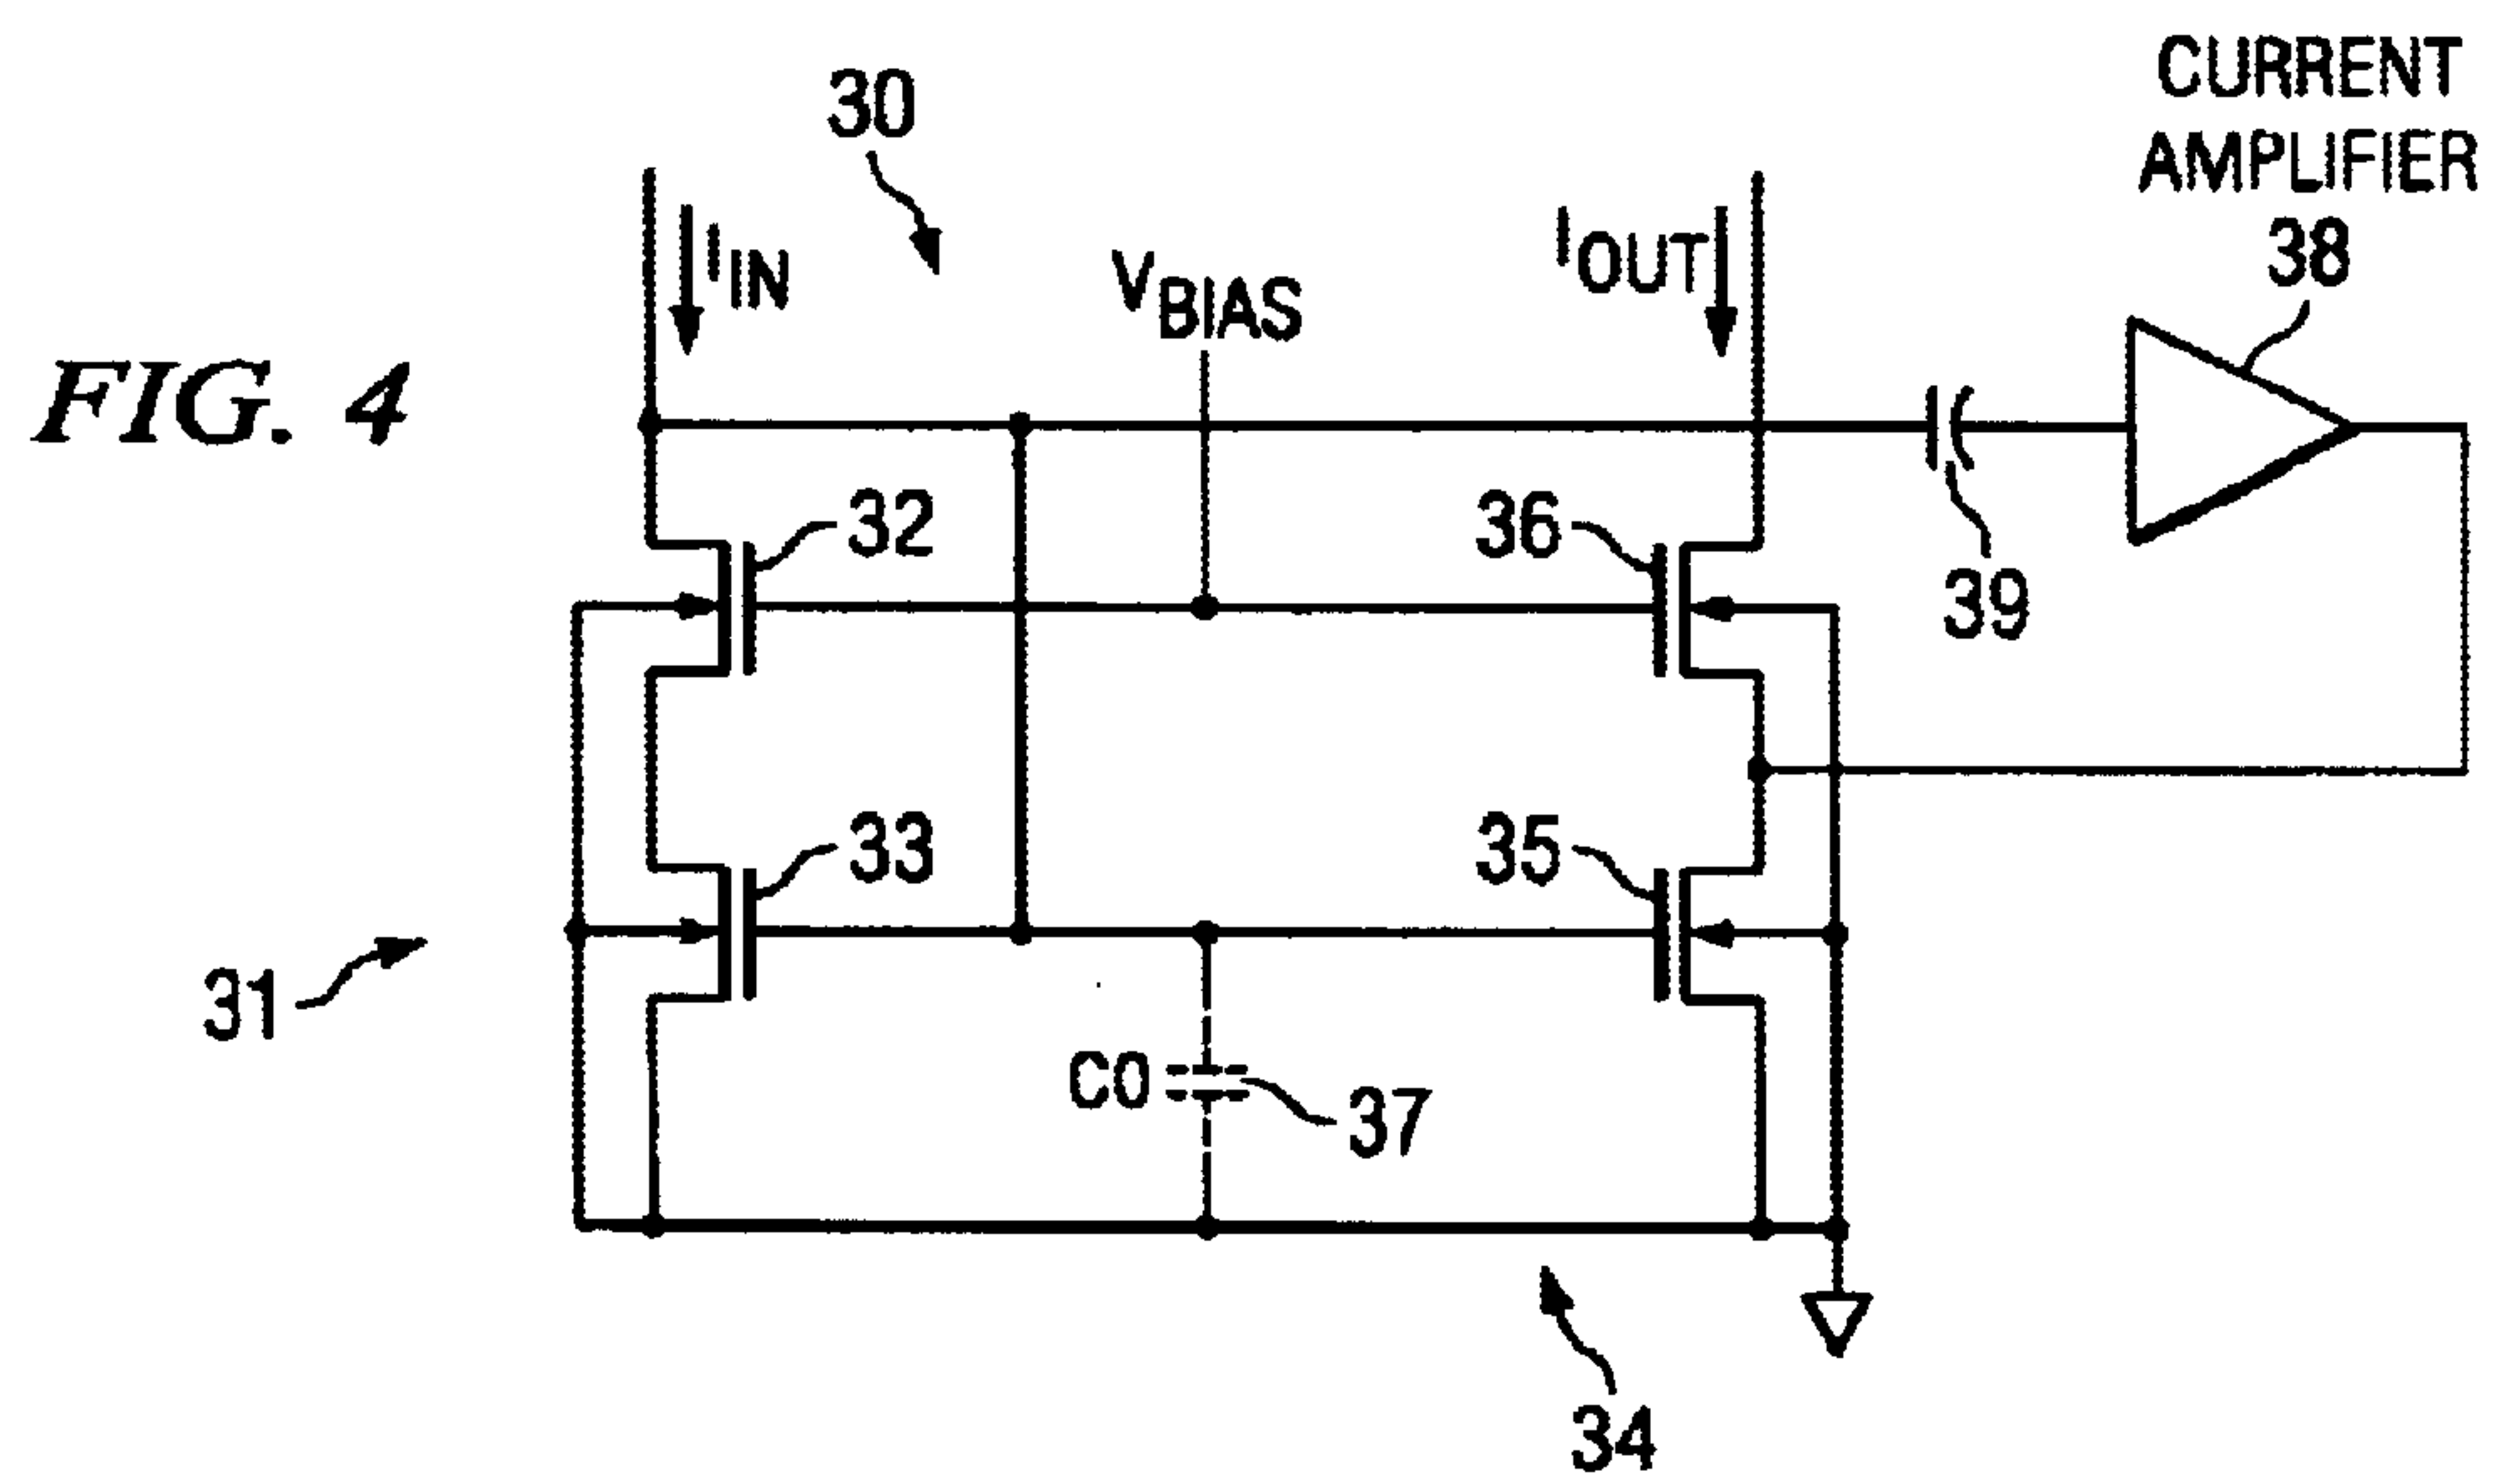 CURRENT
AMPLIFIER
38
30
IIN
VBIAS
IOUT
FIG. 4
32
36
39
33
35
31
C0
37
34